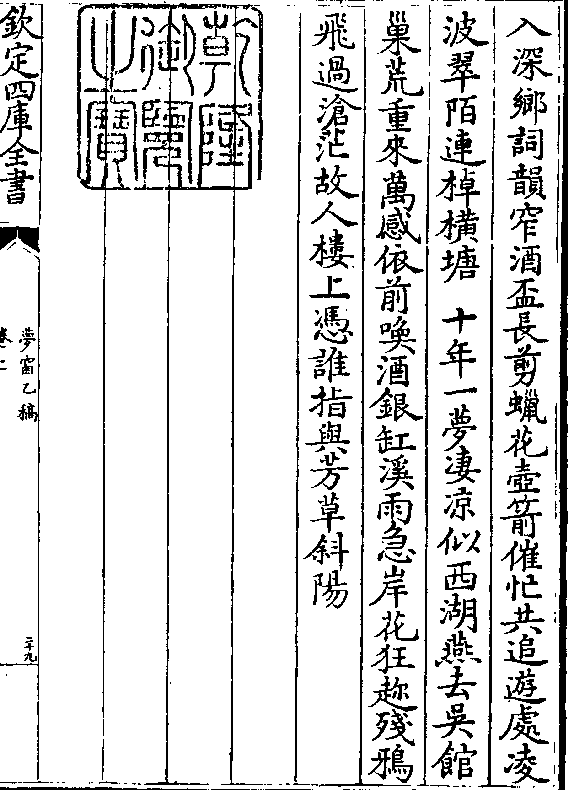 入深鄉詞韻窄酒盃長剪蠟花壺箭催忙共追遊處凌
波翠陌連棹橫塘　十年一夢凄凉似西湖燕去吳館
巢荒重來萬感依前喚酒銀缸溪雨急岸花狂趂殘鴉
飛過滄茫故人樓上憑誰指與芳草斜陽
乾隆御覽之寶
欽定四庫全書
夢窗乙稿
二十九